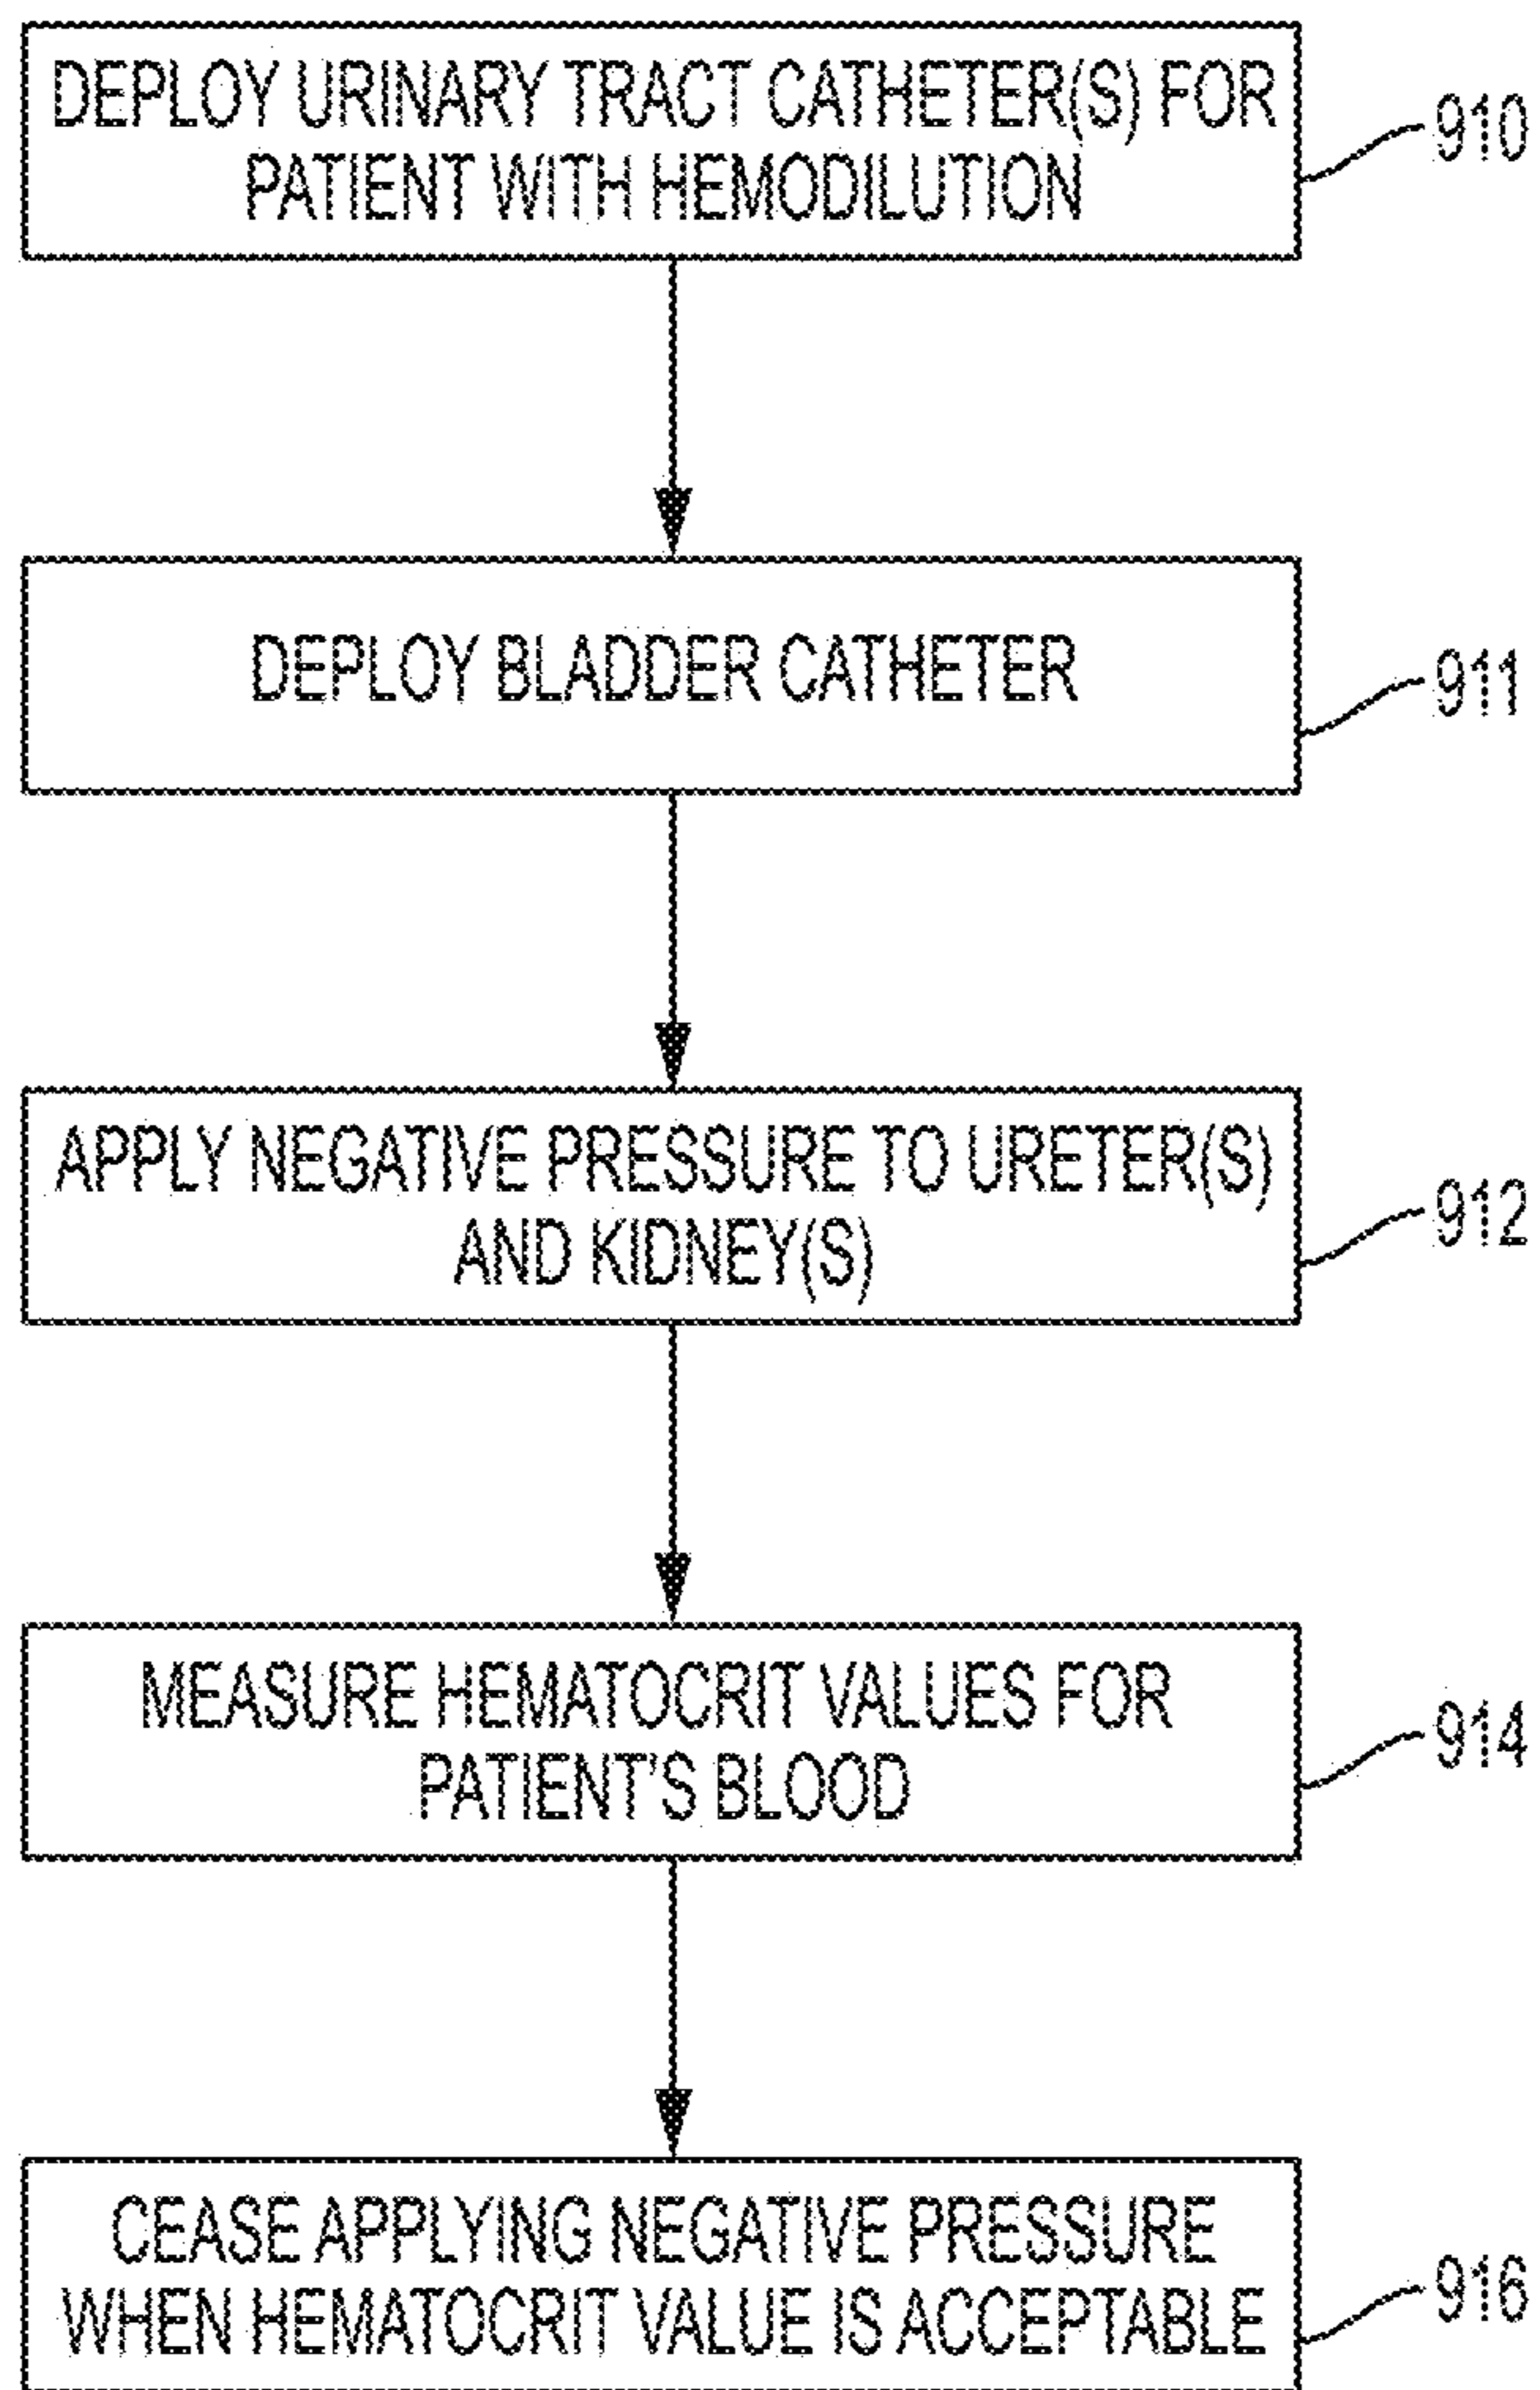 DEPLOY URINARY TRACT CATHETER(S) FOR
PATIENT WITH HEMODILUTION
910
DEPLOY BLADDER CATHETER
911
APPLY NEGATIVE PRESSURE TO URETER(S)
AND KIDNEY(S)
912
MEASURE HEMATOCRIT VALUES FOR
PATIENT'S BLOOD
914
CEASE APPLYING NEGATIVE PRESSURE
WHEN HEMATOCRIT VALUE IS ACCEPTABLE
916